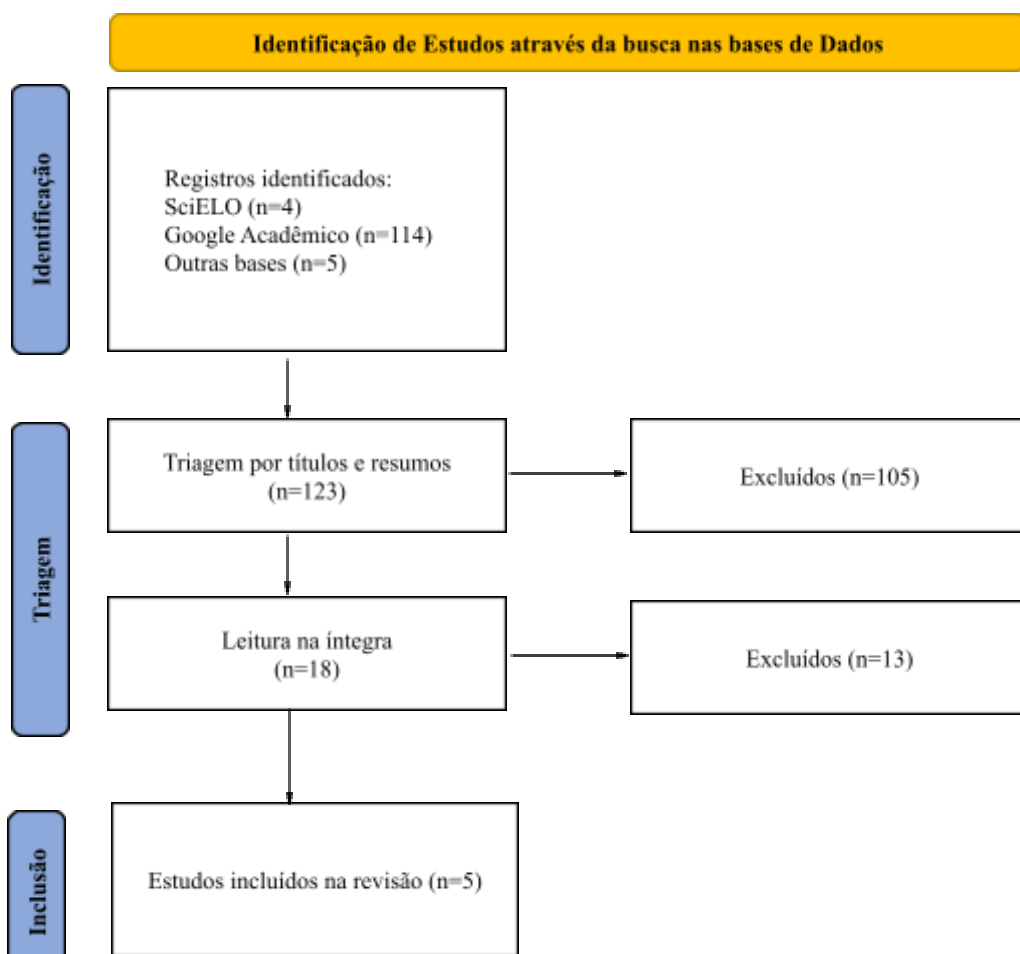 Identificação de Estudos através da busca nas bases de Dados
Identificação
Registros identificados:
SciELO (n=4)
Google Acadêmico (n=114)
Outras bases (n=5)
Triagem
Triagem por títulos e resumos
(n=123)
Excluídos (n=105)
Leitura na íntegra
(n=18)
Excluídos (n=13)
Inclusão
Estudos incluídos na revisão (n=5)